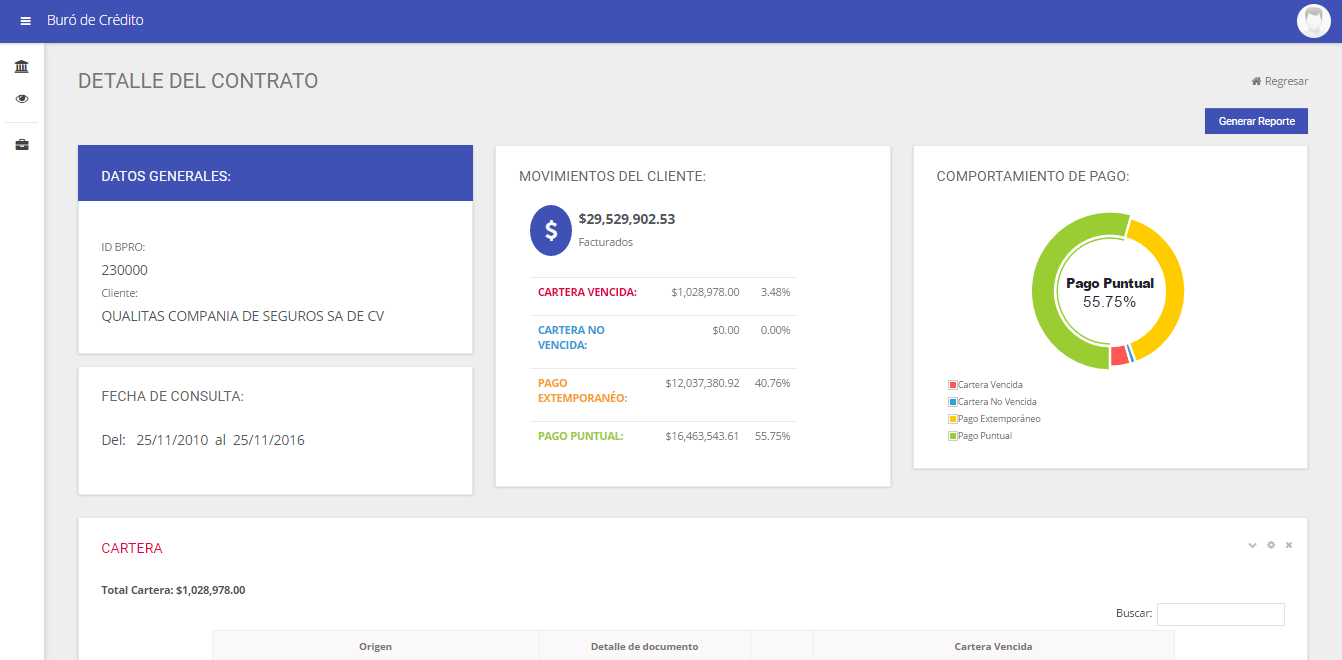 Buró de Crédito
DETALLE DEL CONTRATO
Regresar
Generar Reporte
DATOS GENERALES:
ID BPRO:
230000
Cliente:
QUALITAS COMPANIA DE SEGUROS SA DE CV
FECHA DE CONSULTA:
Del: 25/11/2010 al 25/11/2016
MOVIMIENTOS DEL CLIENTE:
$
$29,529,902.53
Facturados
CARTERA VENCIDA: $1,028,978.00 3.48%
CARTERA NO $0.00 0.00%
VENCIDA:
PAGO $12,037,380.92 40.76%
EXTEMPORANÉO:
PAGO PUNTUAL: $16,463,543.61 55.75%
COMPORTAMIENTO DE PAGO:
Pago Puntual
55.75%
Cartera Vencida
Cartera No Vencida
Pago Extemporáneo
Pago Puntual
CARTERA
Total Cartera: $1,028,978.00
Buscar:
Origen Detalle de documento Cartera Vencida